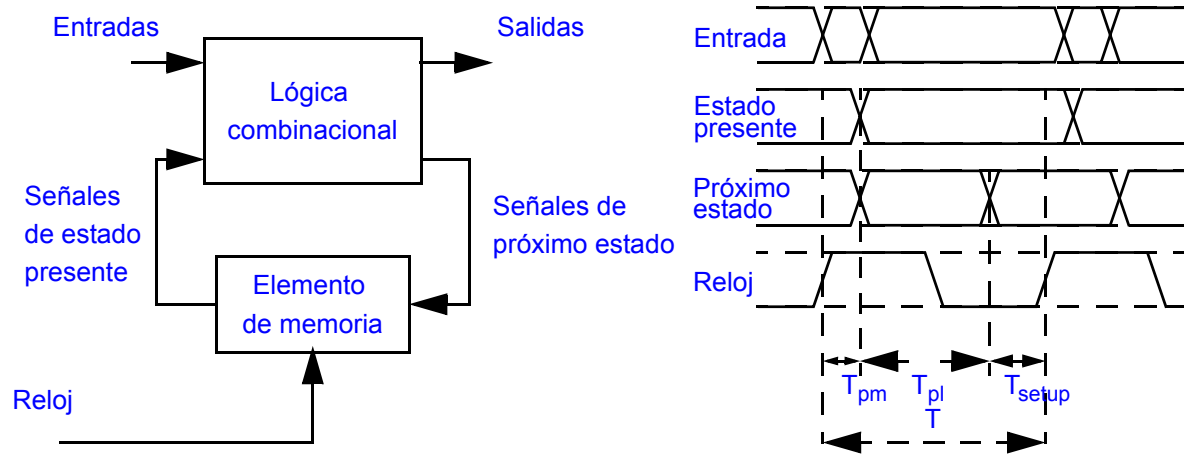 Entradas
Salidas
Lógica
combinacional
Señales
de estado
presente
Señales de
próximo estado
Elemento
de memoria
Reloj
Entrada
Estado
presente
Próximo
estado
Reloj
Tpm
Tpl
Tsetup
T